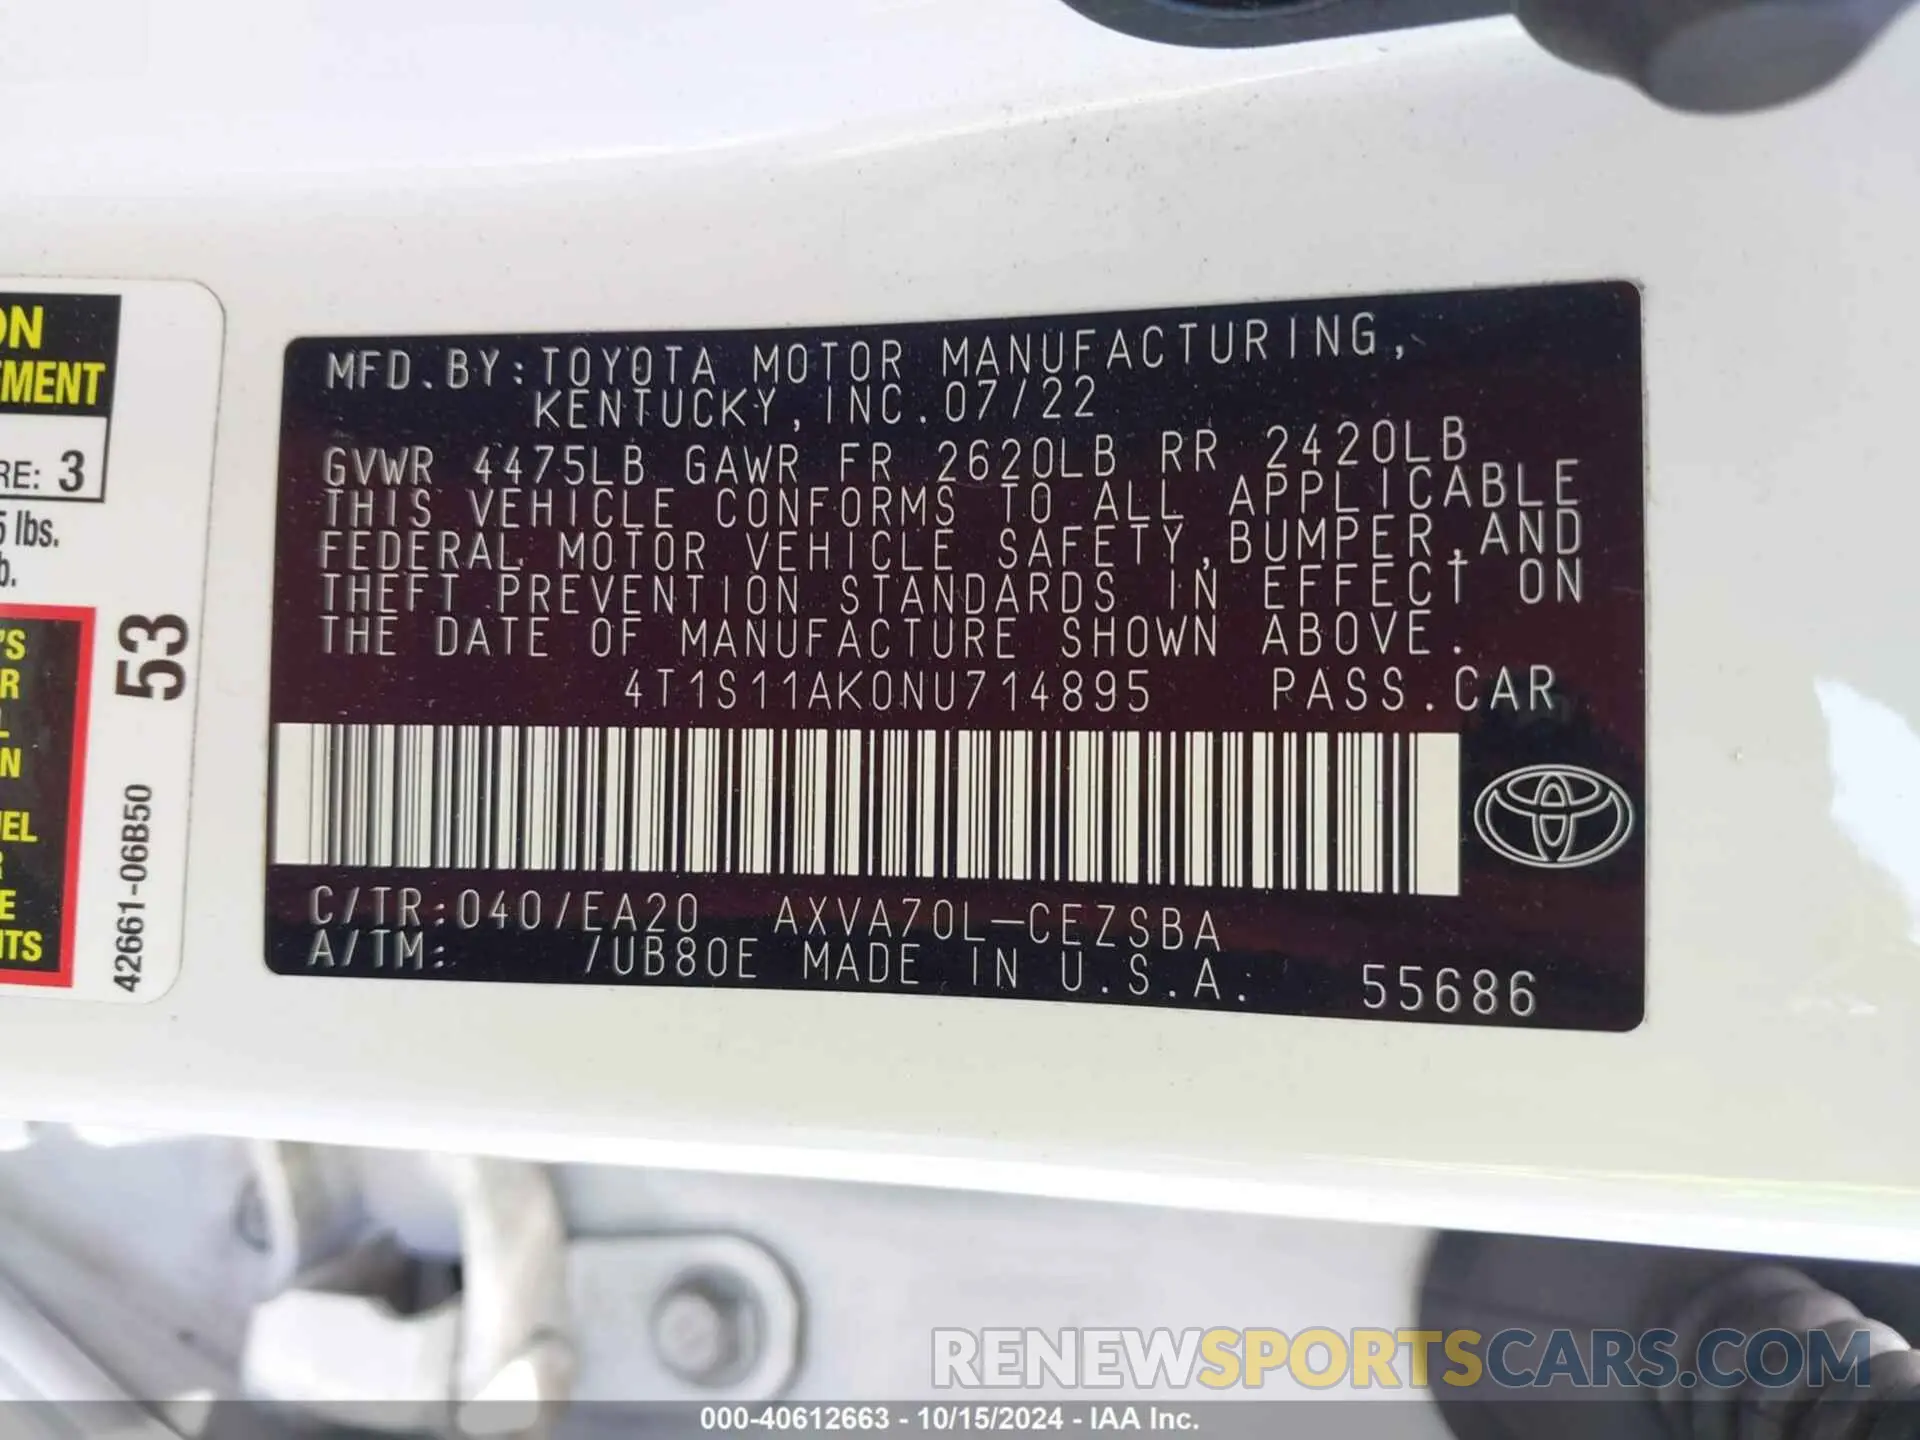 ON
EMENT
RE: 3
5 lbs.
b.
'S
R
L
N
UEL
R
E
NTS
53
42661-06B50
MFD.BY:TOYOTA MOTOR MANUFACTURING,
KENTUCKY, INC.07/22
GVWR 4475LB GAWR FR 2620LB RR 2420LB
THIS VEHICLE CONFORMS TO ALL APPLICABLE
FEDERAL MOTOR VEHICLE SAFETY,BUMPER,AND
THEFT PREVENTION STANDARDS IN EFFECT ON
THE DATE OF MANUFACTURE SHOWN ABOVE.
4T1S11AK0NU714895 PASS.CAR
C/TR:040/EA20 AXVA70L-CEZSBA
A/TM: /UB80E MADE IN U.S.A. 55686
RENEWSPORTSCARS.COM
000-40612663 - 10/15/2024 - IAA Inc.